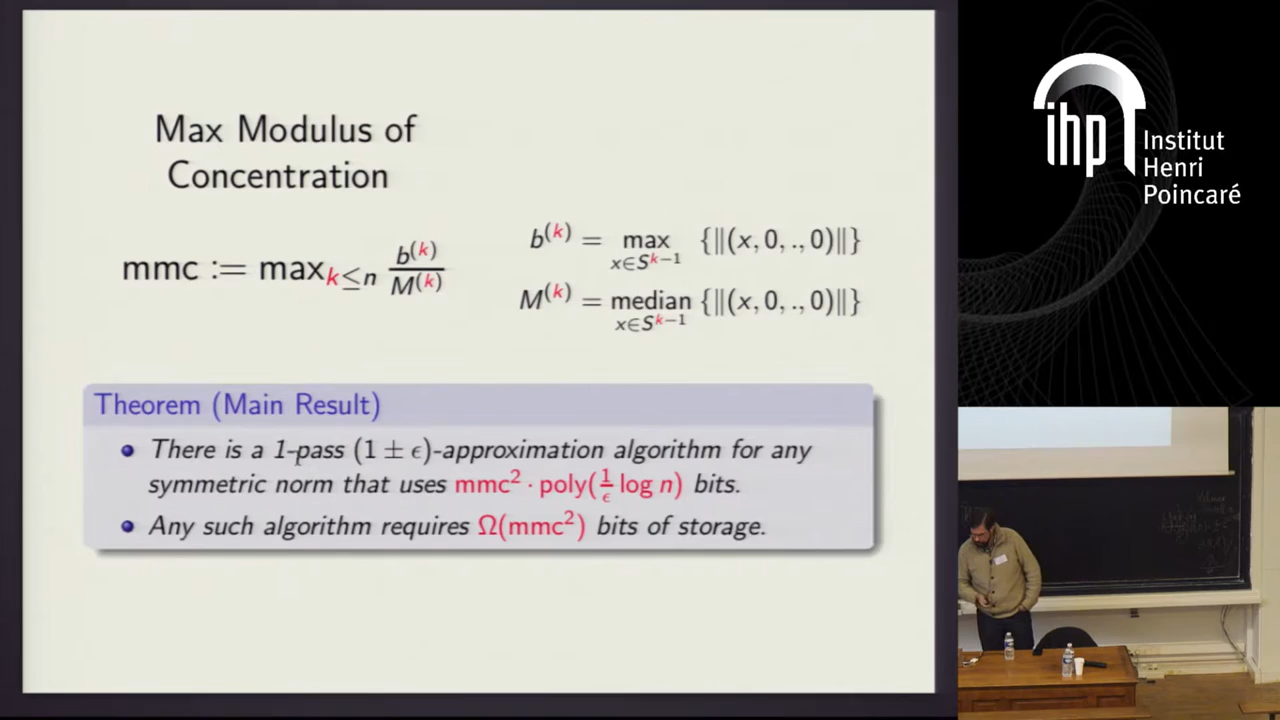 Max Modulus of
Concentration
mmc := max_{k≤n} b^{(k)} / M^{(k)}
b^{(k)} = max_{x∈S^{k−1}} {‖(x, 0, ., 0)‖}
M^{(k)} = median_{x∈S^{k−1}} {‖(x, 0, ., 0)‖}
Theorem (Main Result)
There is a 1-pass (1 ± ϵ)-approximation algorithm for any
symmetric norm that uses mmc² · poly(1/ϵ log n) bits.
Any such algorithm requires Ω(mmc²) bits of storage.
ihp
Institut
Henri
Poincaré